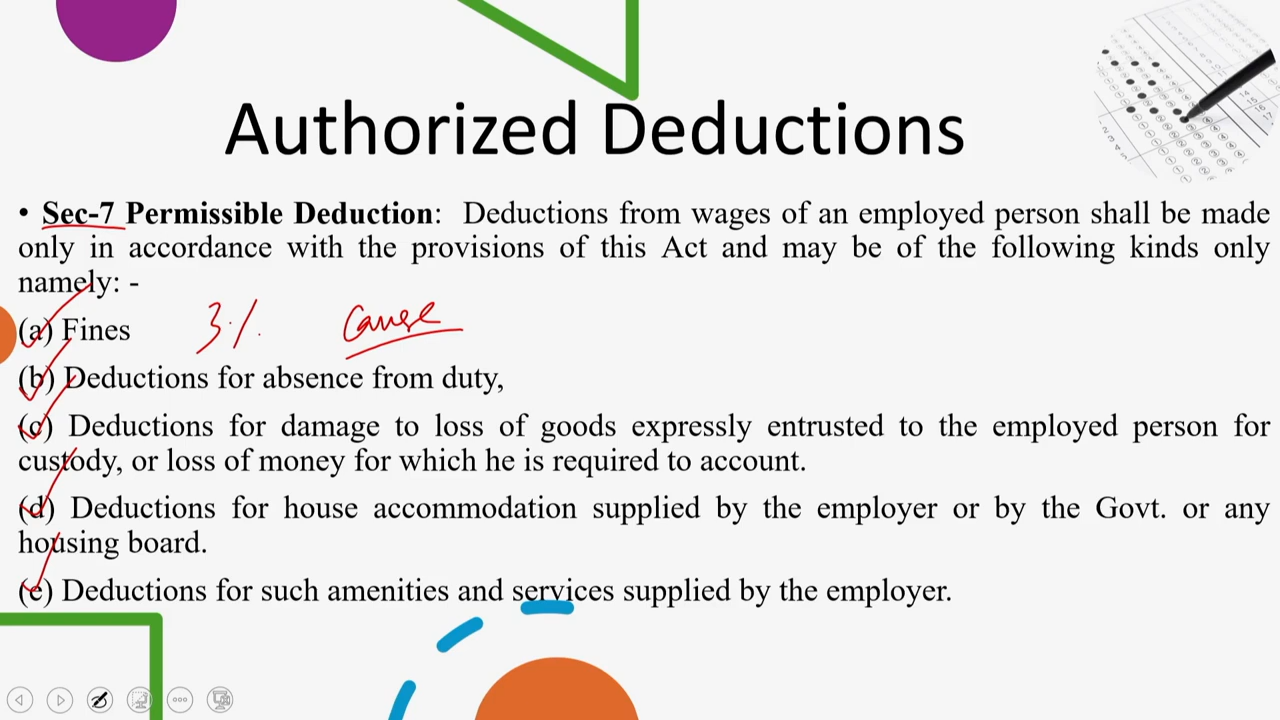 Authorized Deductions
• Sec-7 Permissible Deduction: Deductions from wages of an employed person shall be made
only in accordance with the provisions of this Act and may be of the following kinds only
namely: -
(a) Fines 3% Cause
(b) Deductions for absence from duty,
(c) Deductions for damage to loss of goods expressly entrusted to the employed person for
custody, or loss of money for which he is required to account.
(d) Deductions for house accommodation supplied by the employer or by the Govt. or any
housing board.
(e) Deductions for such amenities and services supplied by the employer.